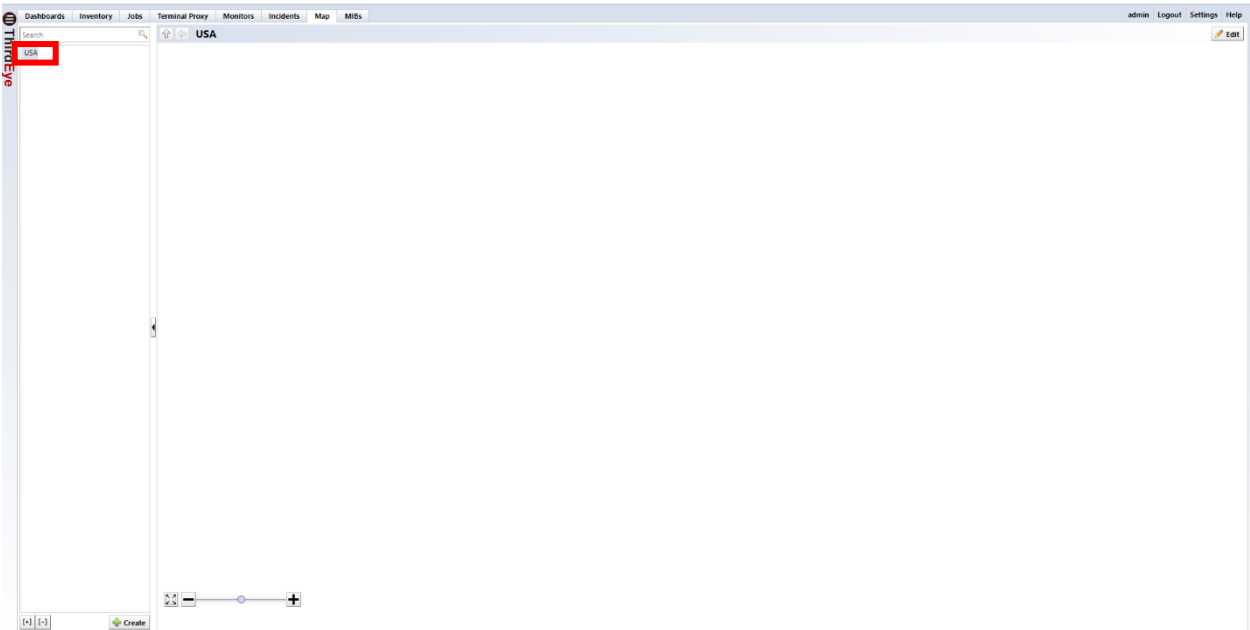 Dashboards Inventory Jobs Terminal Proxy Monitors Incidents Map MIBs admin Logout Settings Help
ThirdEye
Search
USA
USA
Edit
[+] [-] Create